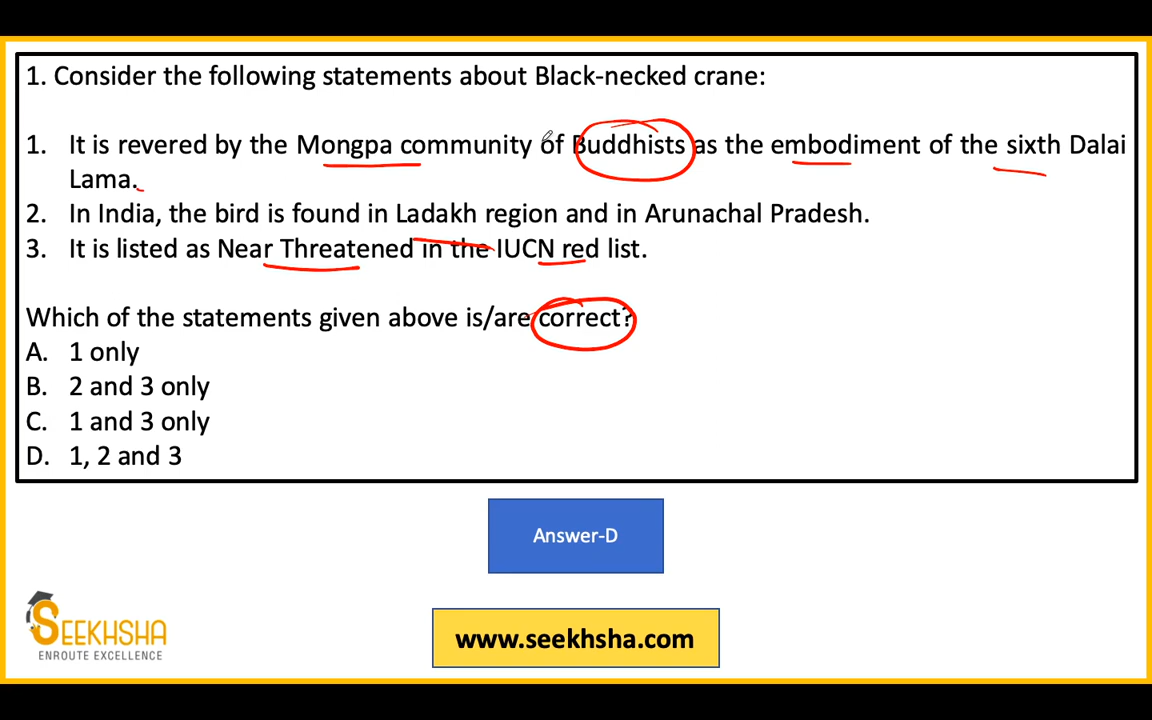 1. Consider the following statements about Black-necked crane:
1. It is revered by the Mongpa community of Buddhists as the embodiment of the sixth Dalai
Lama.
2. In India, the bird is found in Ladakh region and in Arunachal Pradesh.
3. It is listed as Near Threatened in the IUCN red list.
Which of the statements given above is/are correct?
A. 1 only
B. 2 and 3 only
C. 1 and 3 only
D. 1, 2 and 3
Answer-D
SEEKHSHA
ENROUTE EXCELLENCE
www.seekhsha.com